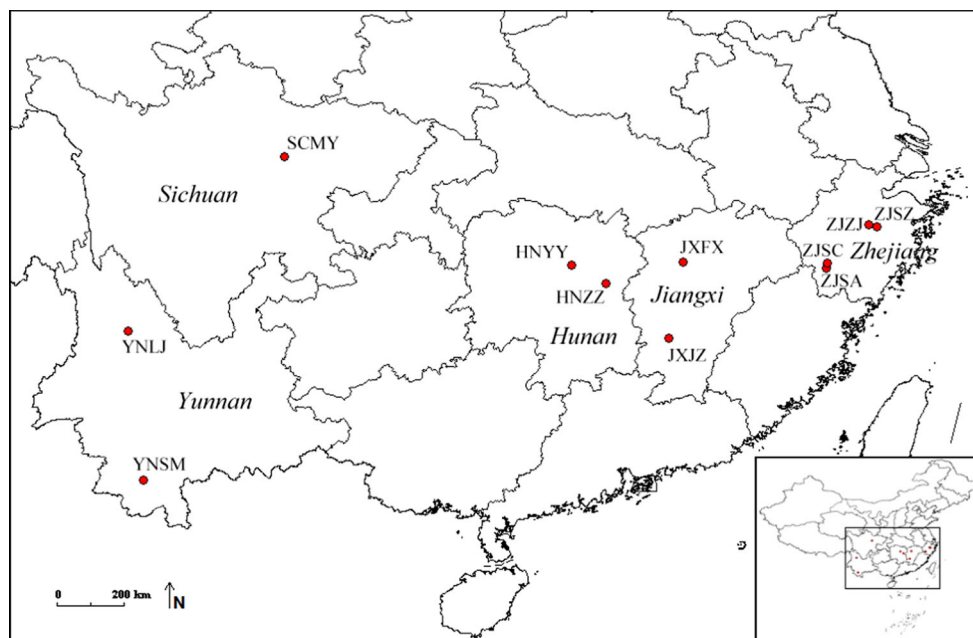 SCMY
Sichuan
ZJZJ
ZJSZ
ZJSC
Zhejiang
HNYY
JXFX
ZJSA
HNZZ
Jiangxi
YNLJ
Hunan
JXJZ
Yunnan
YNSM
0
200 km
N